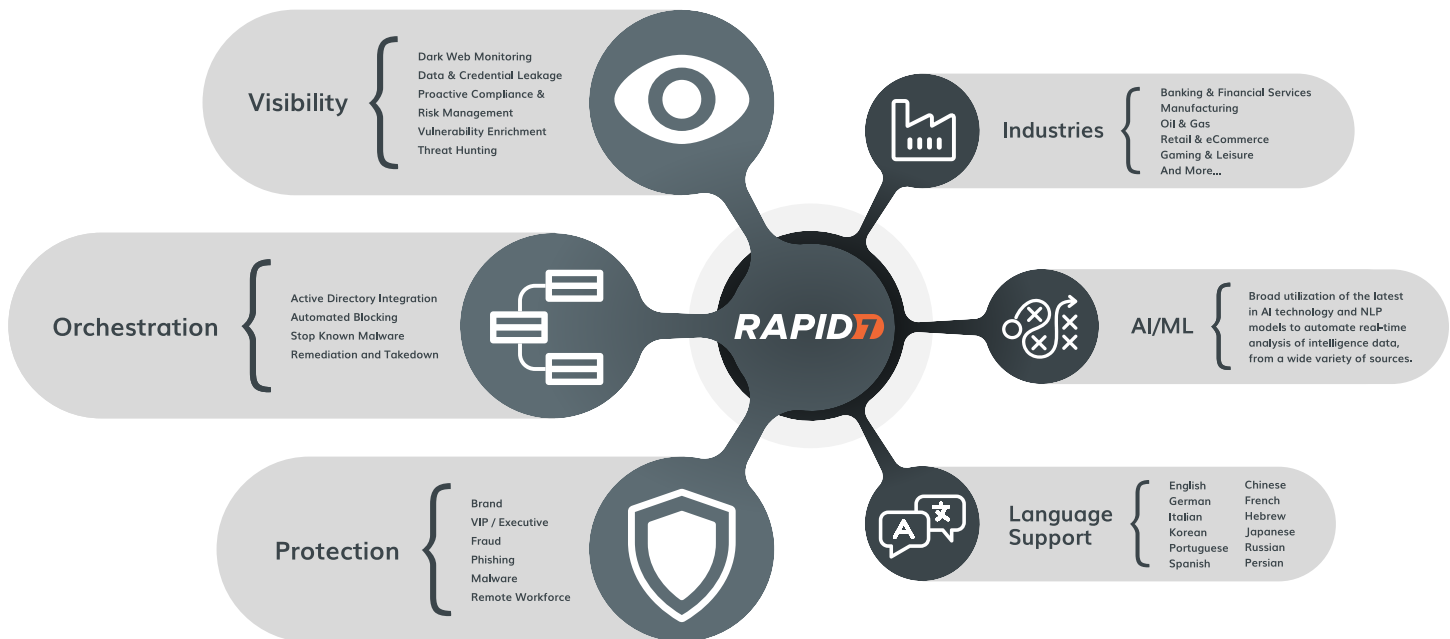 Visibility
Dark Web Monitoring
Data & Credential Leakage
Proactive Compliance &
Risk Management
Vulnerability Enrichment
Threat Hunting
Orchestration
Active Directory Integration
Automated Blocking
Stop Known Malware
Remediation and Takedown
Protection
Brand
VIP / Executive
Fraud
Phishing
Malware
Remote Workforce
RAPID7
Industries
Banking & Financial Services
Manufacturing
Oil & Gas
Retail & eCommerce
Gaming & Leisure
And More...
AI/ML
Broad utilization of the latest
in AI technology and NLP
models to automate real-time
analysis of intelligence data,
from a wide variety of sources.
A 文
Language
Support
English
German
Italian
Korean
Portuguese
Spanish
Chinese
French
Hebrew
Japanese
Russian
Persian